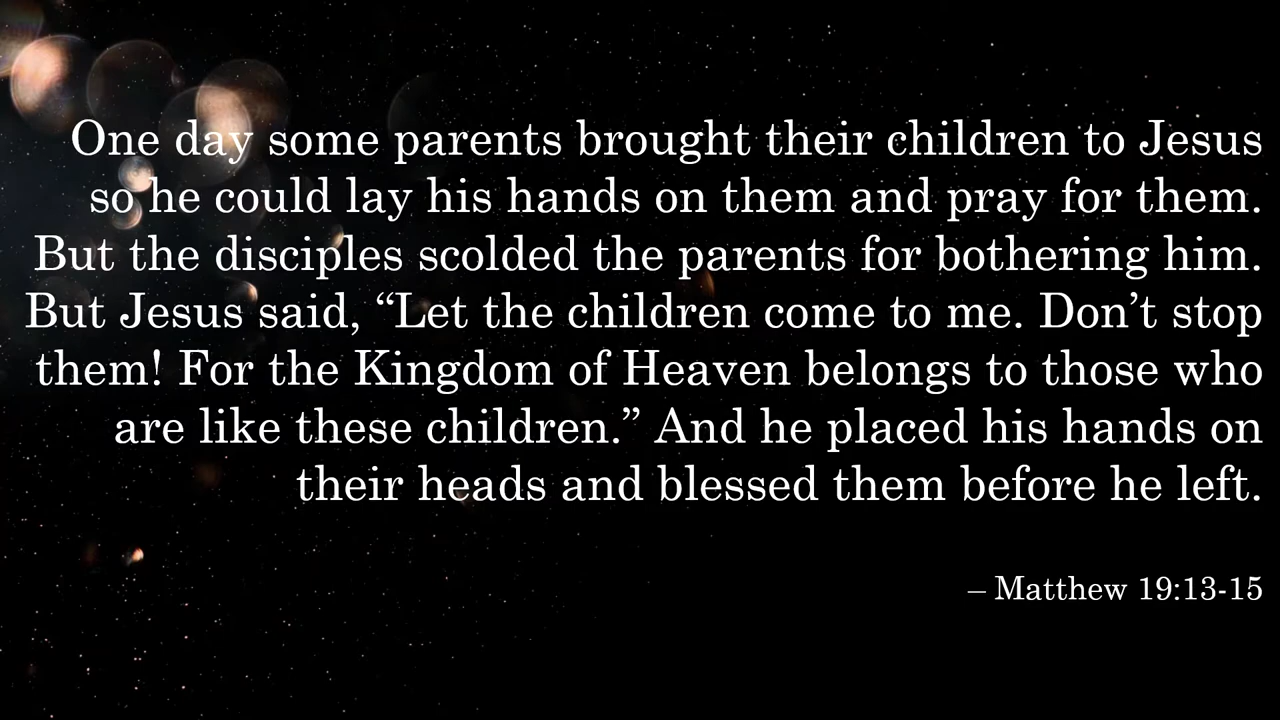 One day some parents brought their children to Jesus
so he could lay his hands on them and pray for them.
But the disciples scolded the parents for bothering him.
But Jesus said, “Let the children come to me. Don’t stop
them! For the Kingdom of Heaven belongs to those who
are like these children.” And he placed his hands on
their heads and blessed them before he left.
– Matthew 19:13-15